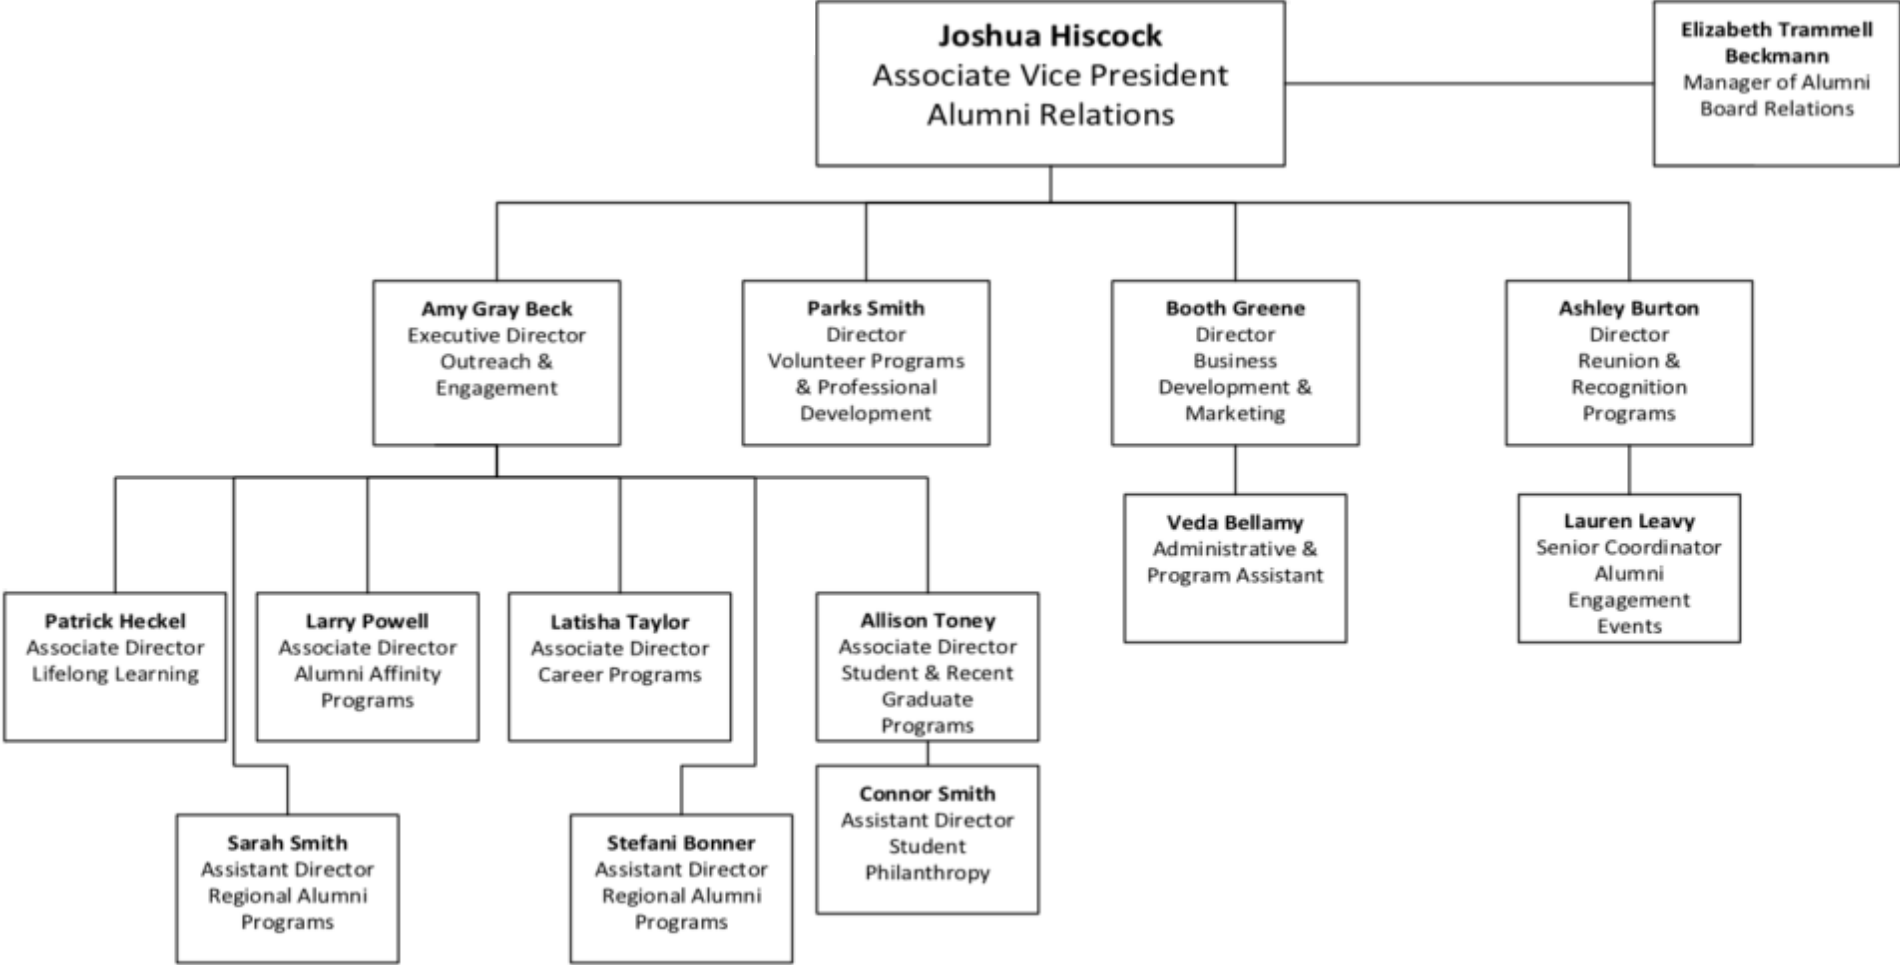 Joshua Hiscock
Associate Vice President
Alumni Relations
Elizabeth Trammell
Beckmann
Manager of Alumni
Board Relations
Amy Gray Beck
Executive Director
Outreach &
Engagement
Parks Smith
Director
Volunteer Programs
& Professional
Development
Booth Greene
Director
Business
Development &
Marketing
Ashley Burton
Director
Reunion &
Recognition
Programs
Veda Bellamy
Administrative &
Program Assistant
Lauren Leavy
Senior Coordinator
Alumni
Engagement
Events
Patrick Heckel
Associate Director
Lifelong Learning
Larry Powell
Associate Director
Alumni Affinity
Programs
Latisha Taylor
Associate Director
Career Programs
Allison Toney
Associate Director
Student & Recent
Graduate
Programs
Connor Smith
Assistant Director
Student
Philanthropy
Sarah Smith
Assistant Director
Regional Alumni
Programs
Stefani Bonner
Assistant Director
Regional Alumni
Programs